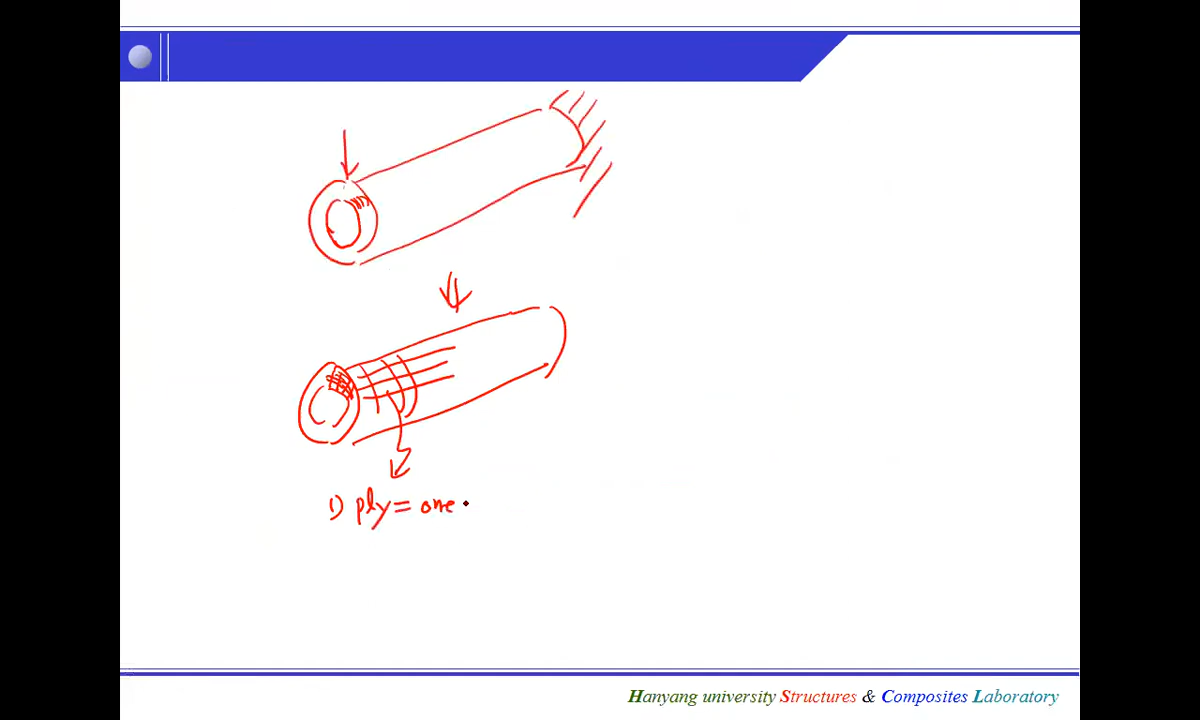 1) ply = one
Hanyang university Structures & Composites Laboratory